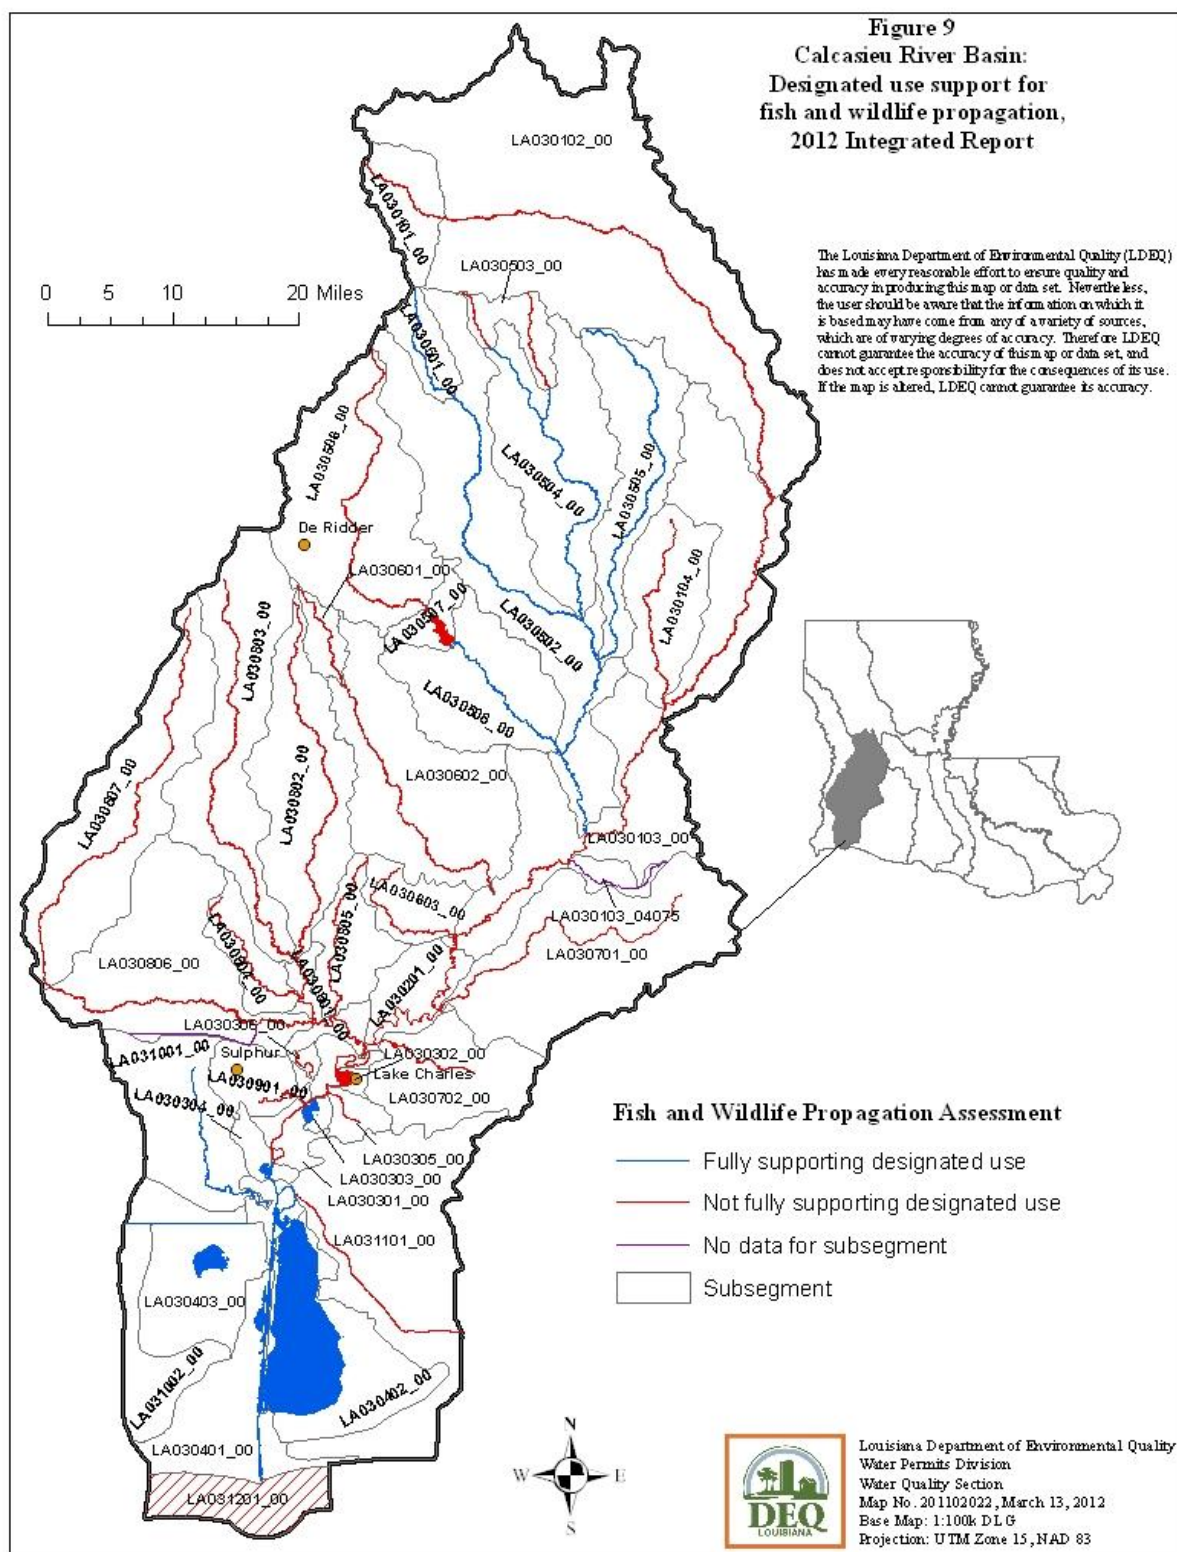 Figure 9
Calcasieu River Basin:
Designated use support for
fish and wildlife propagation,
2012 Integrated Report
LA030102_00
LA030101_00
The Louisiana Department of Environmental Quality (LDEQ)
has made every reasonable effort to ensure quality and
accuracy in producing this map or data set. Nevertheless,
the user should be aware that the information on which it
is based may have come from any of a variety of sources,
which are of varying degrees of accuracy. Therefore LDEQ
cannot guarantee the accuracy of this map or data set, and
does not accept responsibility for the consequences of its use.
If the map is altered, LDEQ cannot guarantee its accuracy.
LA030503_00
0 5 10 20 Miles
LA030501_00
LA030508_00
LA030504_00
LA030505_00
De Ridder
LA030601_00
LA030104_00
LA030507_00
LA030502_00
LA030803_00
LA030506_00
LA030602_00
LA030802_00
LA030807_00
LA030103_00
LA030603_00
LA030805_00
LA030103_04075
LA030701_00
LA030804_00
LA030806_00
LA030801_00
LA030201_00
LA030306_00
LA031001_00
Sulphur
LA030302_00
Lake Charles
LA030901_00
LA030702_00
LA030304_00
LA030305_00
LA030303_00
LA030301_00
LA031101_00
Fish and Wildlife Propagation Assessment
Fully supporting designated use
Not fully supporting designated use
No data for subsegment
Subsegment
LA030403_00
LA031002_00
LA030402_00
LA030401_00
LA031201_00
N
W
E
S
DEQ
LOUISIANA
Louisiana Department of Environmental Quality
Water Permits Division
Water Quality Section
Map No. 201102022, March 13, 2012
Base Map: 1:100k DLG
Projection: UTM Zone 15, NAD 83